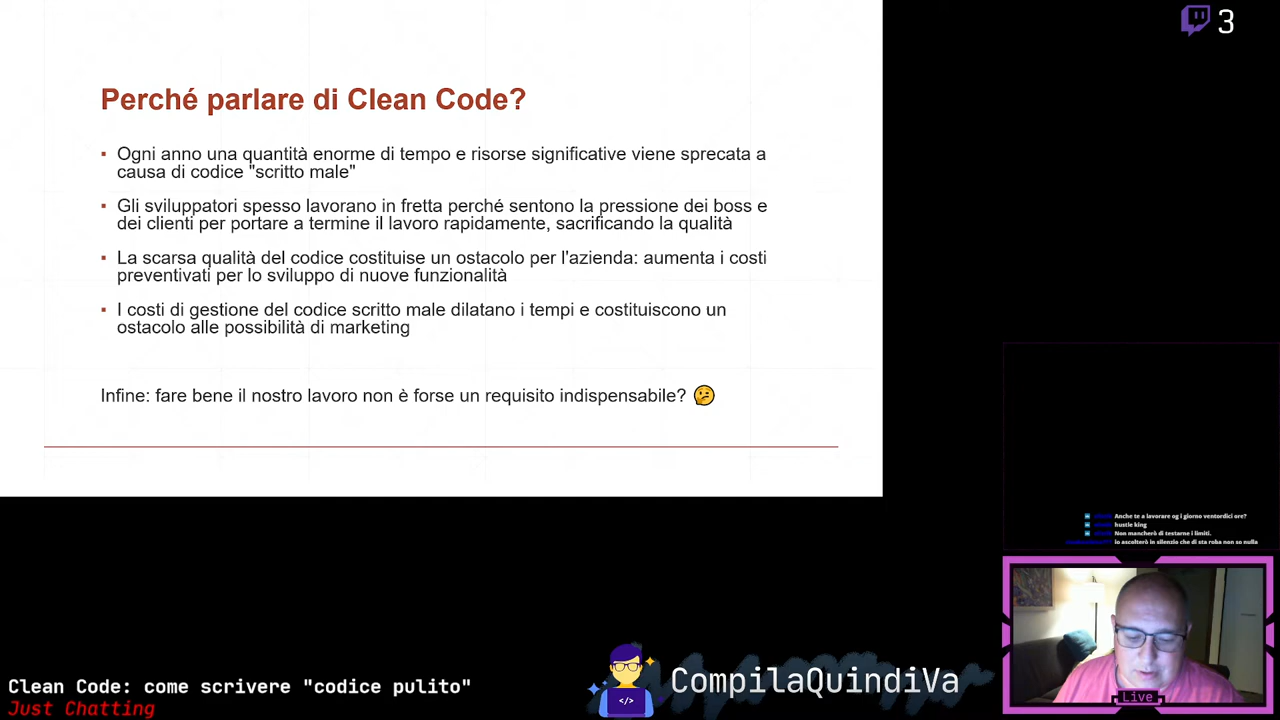 3
Perché parlare di Clean Code?
Ogni anno una quantità enorme di tempo e risorse significative viene sprecata a
causa di codice "scritto male"
Gli sviluppatori spesso lavorano in fretta perché sentono la pressione dei boss e
dei clienti per portare a termine il lavoro rapidamente, sacrificando la qualità
La scarsa qualità del codice costituise un ostacolo per l'azienda: aumenta i costi
preventivati per lo sviluppo di nuove funzionalità
I costi di gestione del codice scritto male dilatano i tempi e costituiscono un
ostacolo alle possibilità di marketing
Infine: fare bene il nostro lavoro non è forse un requisito indispensabile? 🤔
Anche te a lavorare og i giorno ventordici ore?
hustle king
Non mancherò di testarne i limiti.
io ascolterò in silenzio che di sta roba non so nulla
Live
</>
CompilaQuindiVa
Clean Code: come scrivere "codice pulito"
Just Chatting